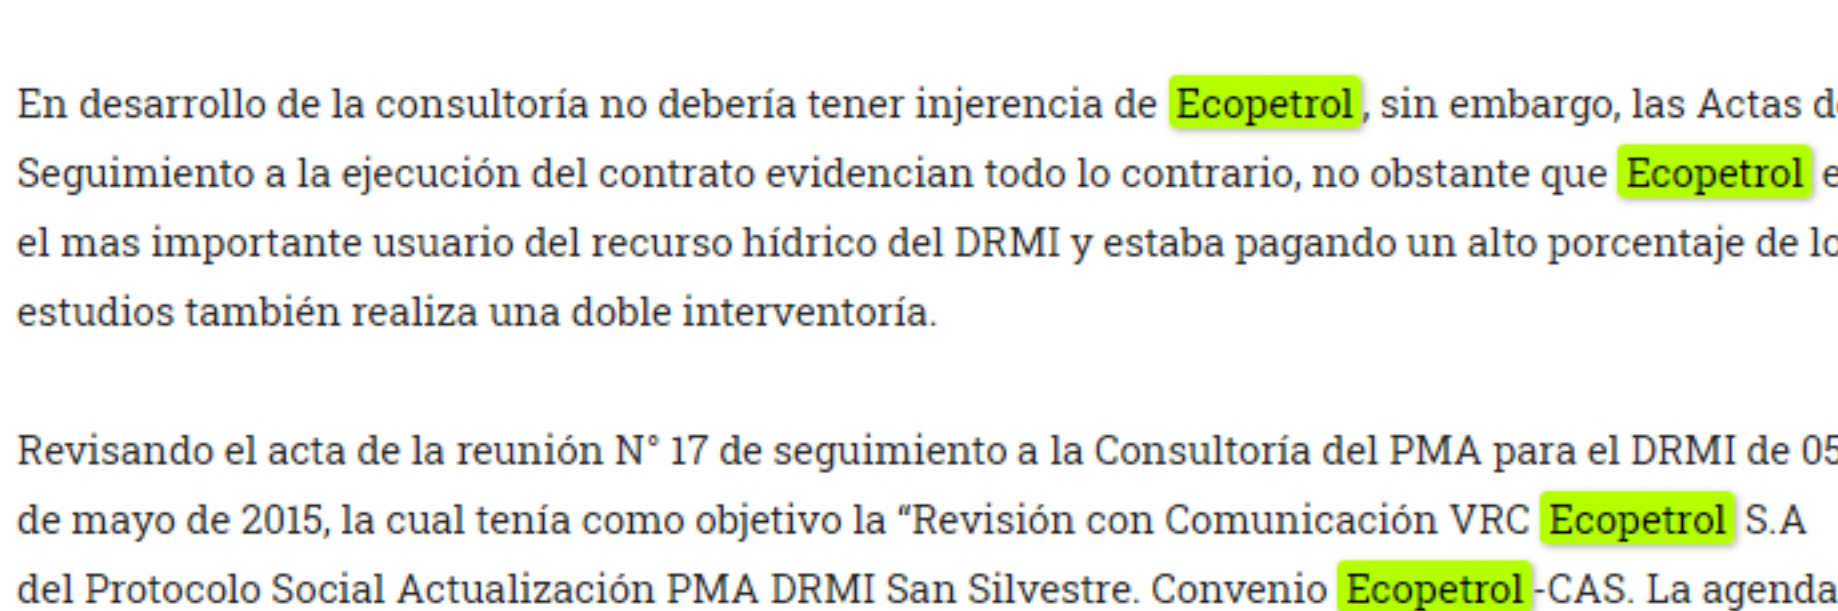 En desarrollo de la consultoría no debería tener injerencia de Ecopetrol, sin embargo, las Actas de
Seguimiento a la ejecución del contrato evidencian todo lo contrario, no obstante que Ecopetrol e
el mas importante usuario del recurso hídrico del DRMI y estaba pagando un alto porcentaje de lo
estudios también realiza una doble interventoría.
Revisando el acta de la reunión N° 17 de seguimiento a la Consultoría del PMA para el DRMI de 05
de mayo de 2015, la cual tenía como objetivo la “Revisión con Comunicación VRC Ecopetrol S.A
del Protocolo Social Actualización PMA DRMI San Silvestre. Convenio Ecopetrol-CAS. La agenda